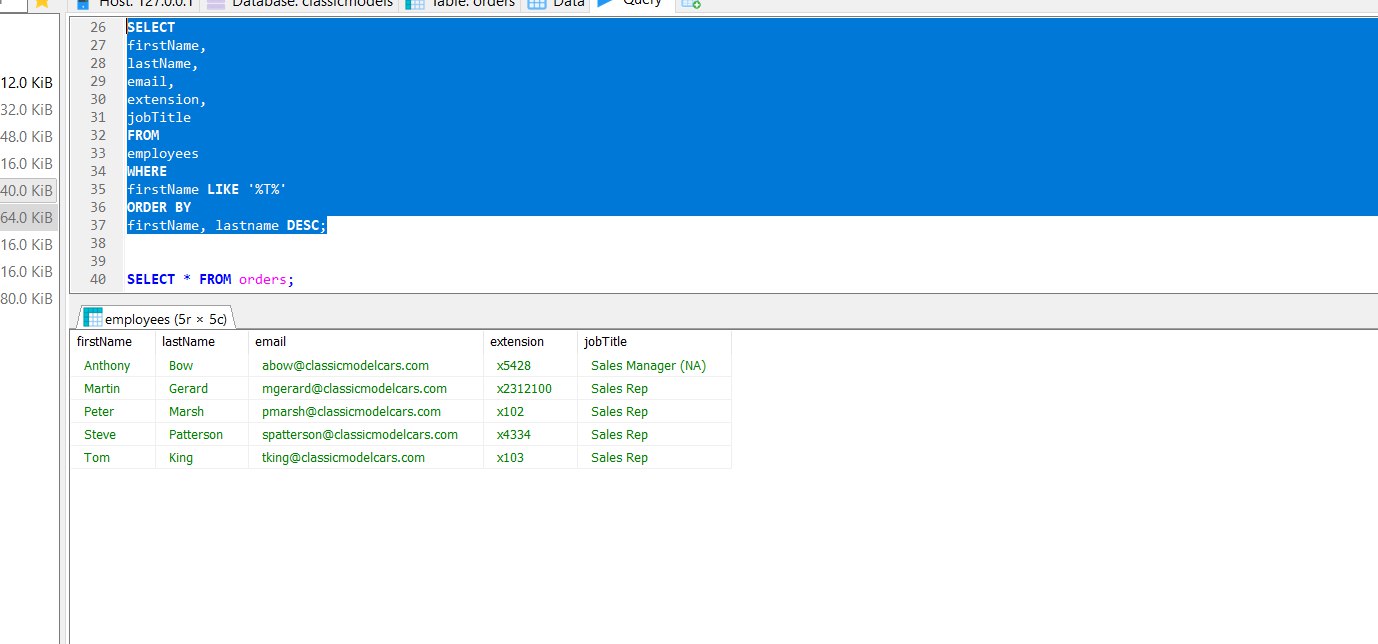 Host: 127.0.0.1 Database: classicmodels Table: orders Data Query
26 SELECT
27 firstName,
28 lastName,
29 email,
30 extension,
31 jobTitle
32 FROM
33 employees
34 WHERE
35 firstName LIKE '%T%'
36 ORDER BY
37 firstName, lastname DESC;
38
39
40 SELECT * FROM orders;
12.0 KiB
32.0 KiB
48.0 KiB
16.0 KiB
40.0 KiB
64.0 KiB
16.0 KiB
16.0 KiB
80.0 KiB
employees (5r × 5c)
firstName lastName email extension jobTitle
Anthony Bow abow@classicmodelcars.com x5428 Sales Manager (NA)
Martin Gerard mgerard@classicmodelcars.com x2312100 Sales Rep
Peter Marsh pmarsh@classicmodelcars.com x102 Sales Rep
Steve Patterson spatterson@classicmodelcars.com x4334 Sales Rep
Tom King tking@classicmodelcars.com x103 Sales Rep